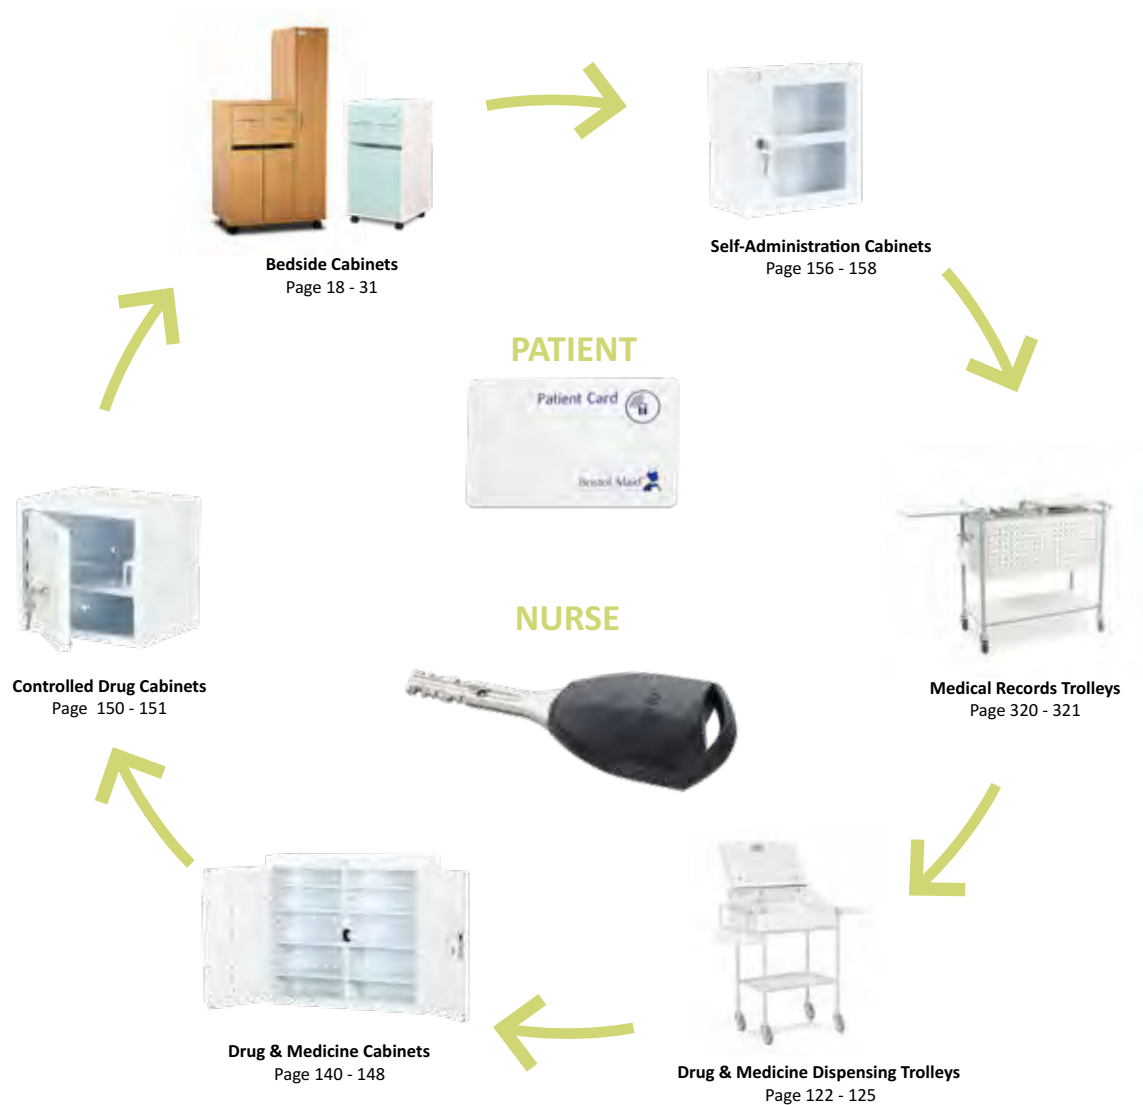 Bedside Cabinets
Page 18 - 31
Self-Administration Cabinets
Page 156 - 158
PATIENT
Patient Card
Bristol Maid
NURSE
Controlled Drug Cabinets
Page 150 - 151
Medical Records Trolleys
Page 320 - 321
Drug & Medicine Cabinets
Page 140 - 148
Drug & Medicine Dispensing Trolleys
Page 122 - 125